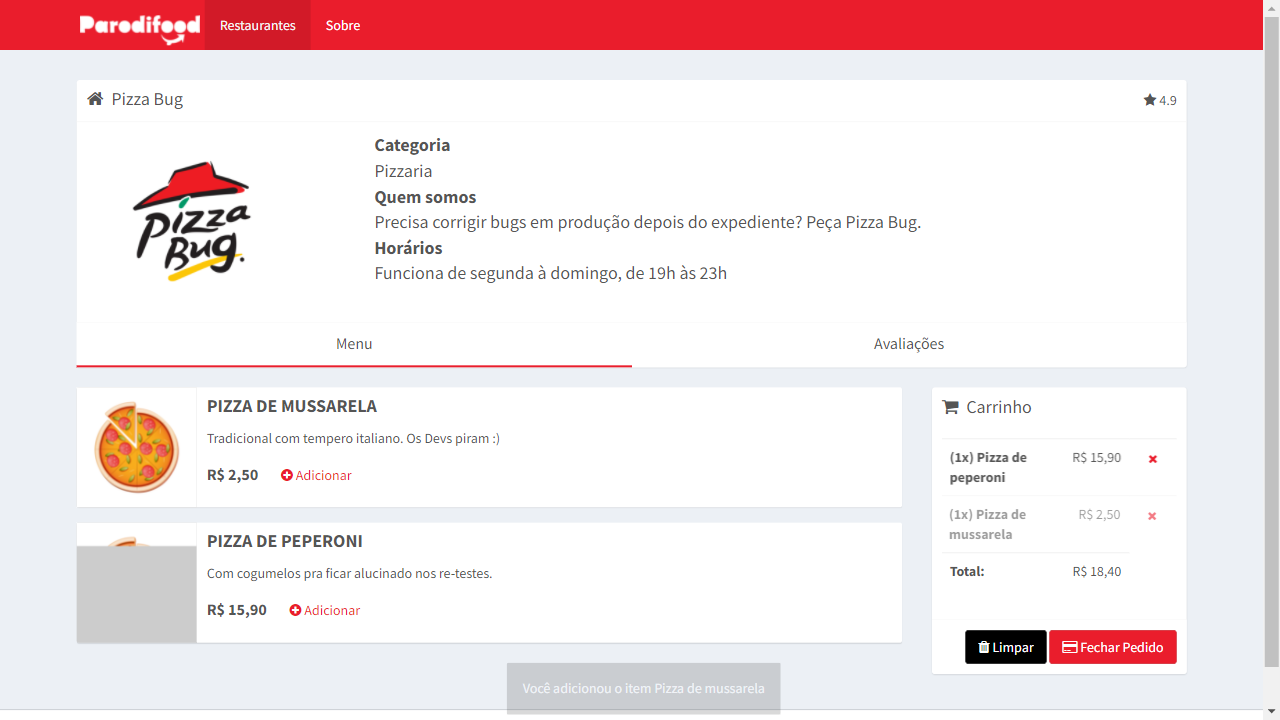 Parodifood
Restaurantes
Sobre
Pizza Bug
4.9
Pizza
Bug.
Categoria
Pizzaria
Quem somos
Precisa corrigir bugs em produção depois do expediente? Peça Pizza Bug.
Horários
Funciona de segunda à domingo, de 19h às 23h
Menu
Avaliações
PIZZA DE MUSSARELA
Tradicional com tempero italiano. Os Devs piram :)
R$ 2,50
Adicionar
PIZZA DE PEPERONI
Com cogumelos pra ficar alucinado nos re-testes.
R$ 15,90
Adicionar
Carrinho
(1x) Pizza de
peperoni
R$ 15,90
(1x) Pizza de
mussarela
R$ 2,50
Total:
R$ 18,40
Limpar
Fechar Pedido
Você adicionou o item Pizza de mussarela